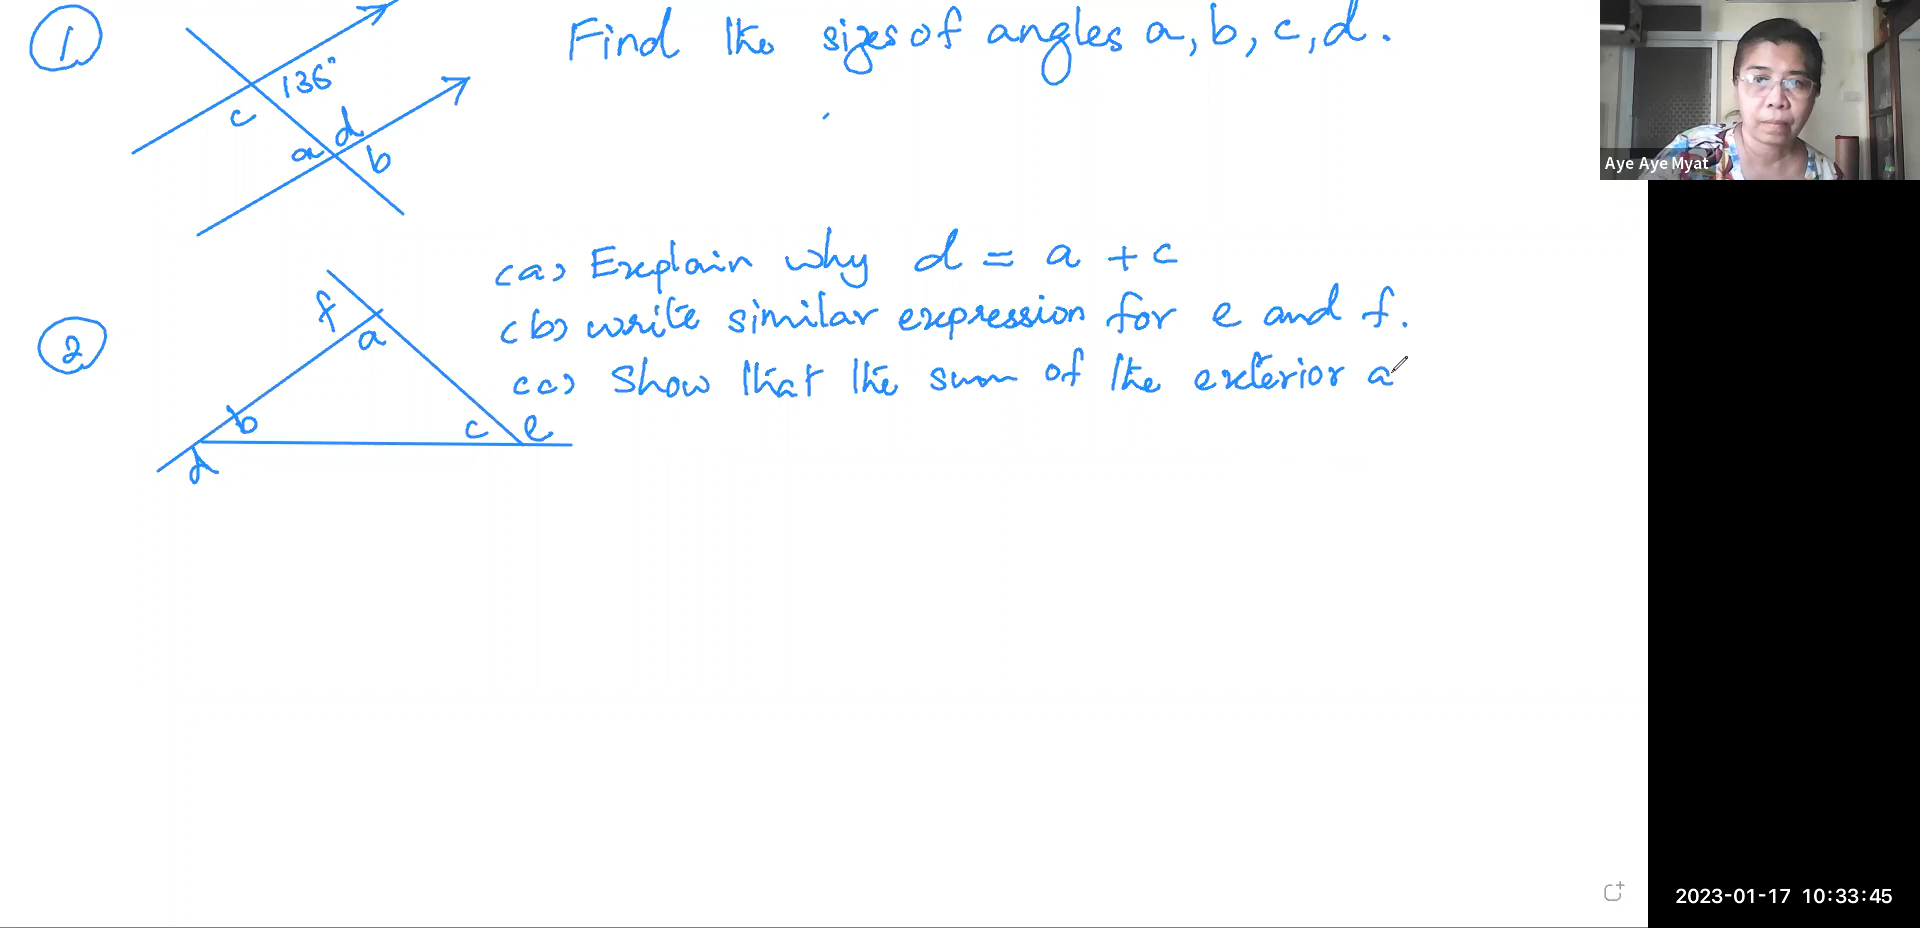 1
Find the sizes of angles a, b, c, d.
136°
c
d
a
b
Aye Aye Myat
2
f
a
b
c
e
d
(a) Explain why d = a + c
(b) write similar expression for e and f.
(c) Show that the sum of the exterior a
2023-01-17 10:33:45